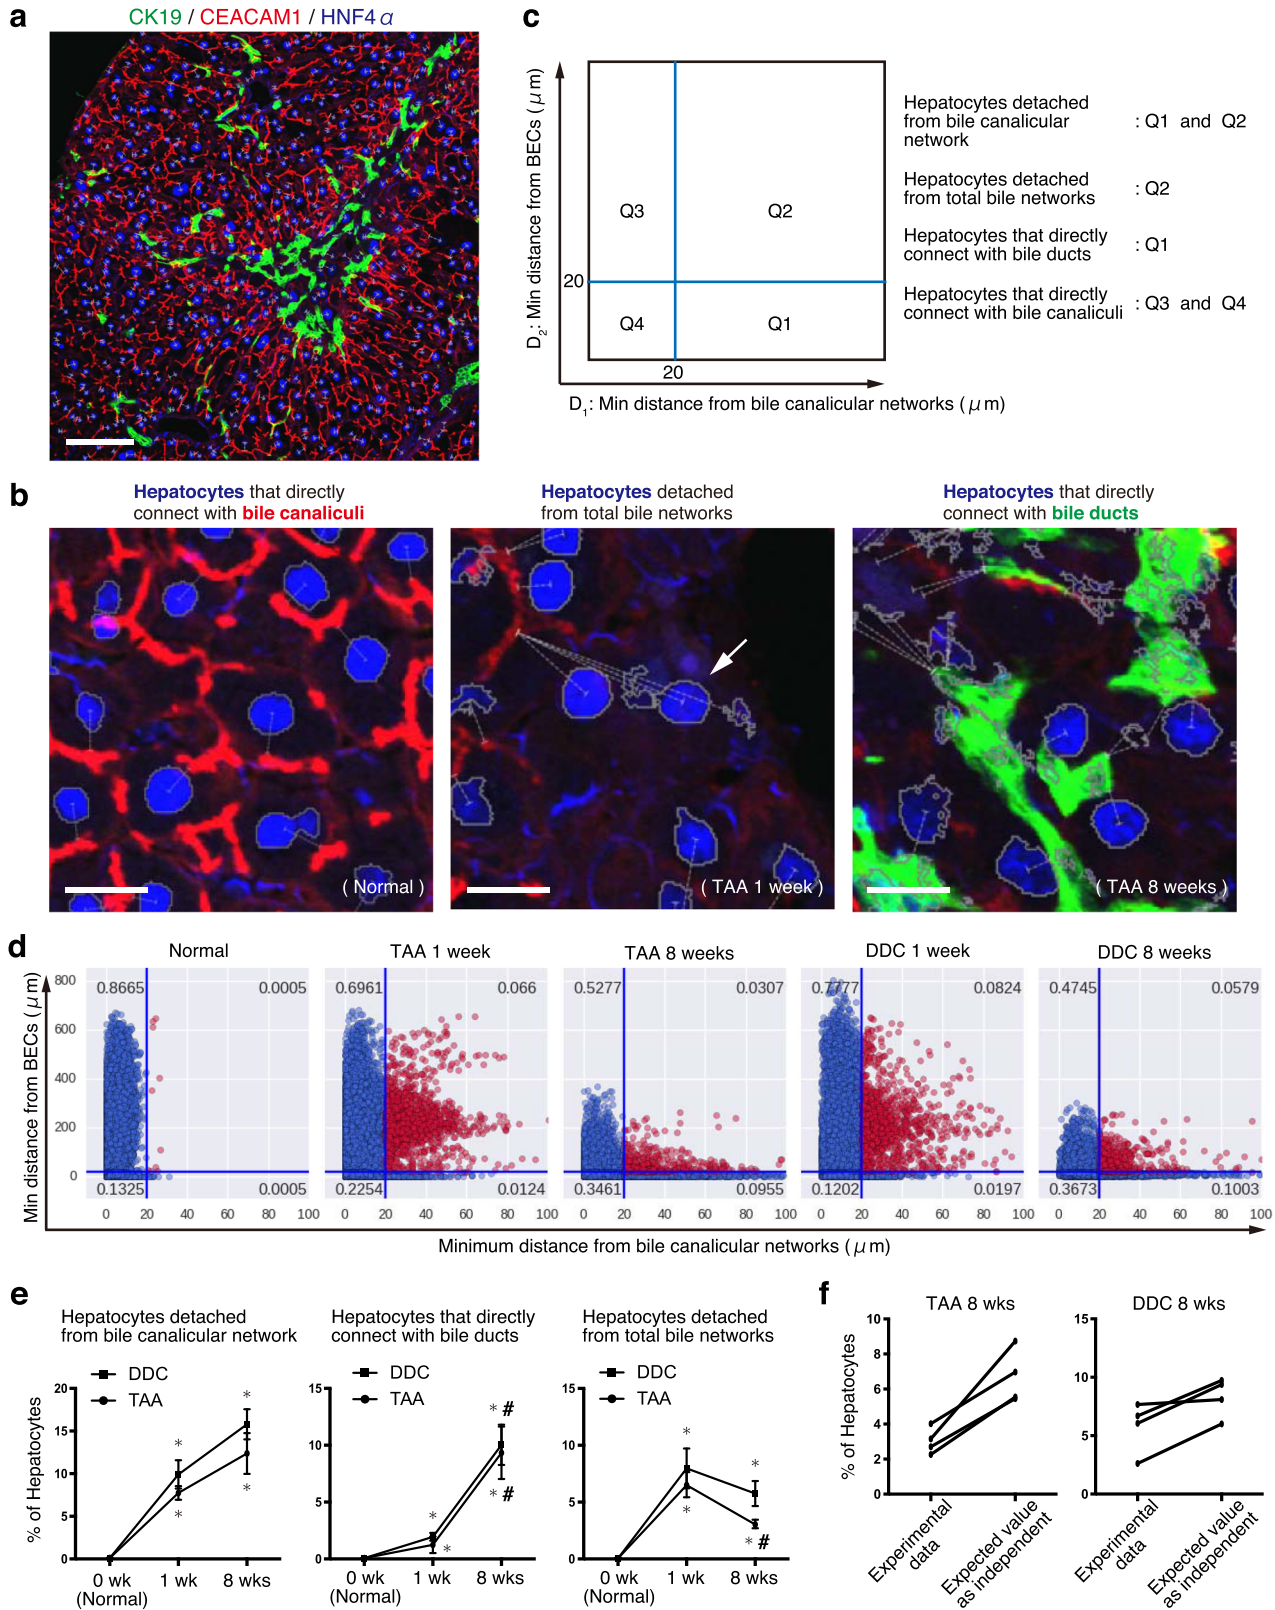 a
CK19 / CEACAM1 / HNF4α
c
D2: Min distance from BECs (μm)
20
Q3
Q2
Q4
Q1
20
D1: Min distance from bile canalicular networks (μm)
Hepatocytes detached
from bile canalicular
network
: Q1 and Q2
Hepatocytes detached
from total bile networks
: Q2
Hepatocytes that directly
connect with bile ducts
: Q1
Hepatocytes that directly
connect with bile canaliculi
: Q3 and Q4
b
Hepatocytes that directly
connect with bile canaliculi
( Normal )
Hepatocytes detached
from total bile networks
( TAA 1 week )
Hepatocytes that directly
connect with bile ducts
( TAA 8 weeks )
d
Min distance from BECs (μm)
800
600
400
200
0
Normal
0.8665 0.0005
0.1325 0.0005
0 20 40 60 80
TAA 1 week
0.6961 0.066
0.2254 0.0124
0 20 40 60 80
TAA 8 weeks
0.5277 0.0307
0.3461 0.0955
0 20 40 60 80 100
DDC 1 week
0.7777 0.0824
0.1202 0.0197
0 20 40 60 80 100
DDC 8 weeks
0.4745 0.0579
0.3673 0.1003
0 20 40 60 80 100
Minimum distance from bile canalicular networks (μm)
e
Hepatocytes detached
from bile canalicular network
DDC
TAA
% of Hepatocytes
20
15
10
5
0
*
*
*
*
0 wk 1 wk 8 wks
(Normal)
Hepatocytes that directly
connect with bile ducts
DDC
TAA
15
10
5
0
* #
* #
*
*
0 wk 1 wk 8 wks
(Normal)
Hepatocytes detached
from total bile networks
DDC
TAA
15
10
5
0
*
*
*
* #
0 wk 1 wk 8 wks
(Normal)
f
TAA 8 wks
% of Hepatocytes
10
8
6
4
2
0
Experimental
data
Expected value
as independent
DDC 8 wks
15
10
5
0
Experimental
data
Expected value
as independent